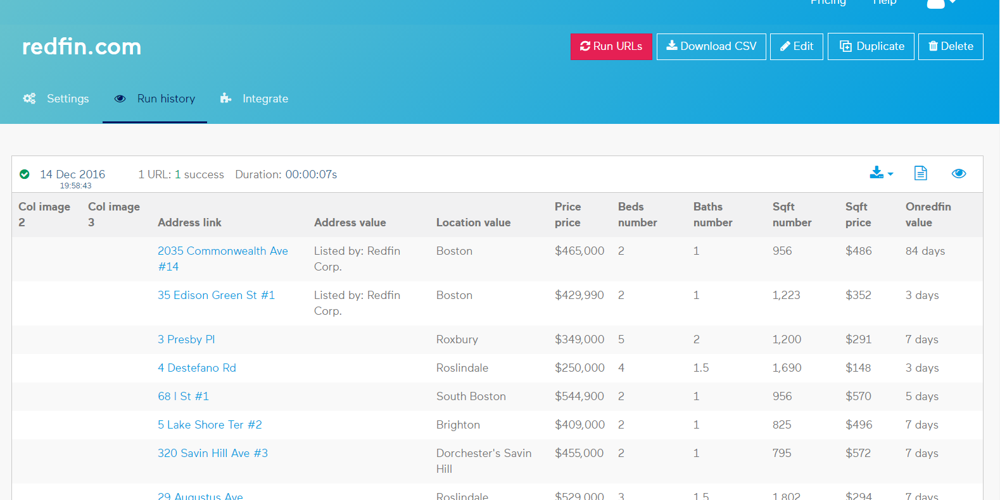 Pricing Help
redfin.com
Run URLs Download CSV Edit Duplicate Delete
Settings Run history Integrate
14 Dec 2016 1 URL: 1 success Duration: 00:00:07s
19:58:43
Col image 2 Col image 3 Address link Address value Location value Price price Beds number Baths number Sqft number Sqft price Onredfin value
2035 Commonwealth Ave #14 Listed by: Redfin Corp. Boston $465,000 2 1 956 $486 84 days
35 Edison Green St #1 Listed by: Redfin Corp. Boston $429,990 2 1 1,223 $352 3 days
3 Presby Pl Roxbury $349,000 5 2 1,200 $291 7 days
4 Destefano Rd Roslindale $250,000 4 1.5 1,690 $148 3 days
68 I St #1 South Boston $544,900 2 1 956 $570 5 days
5 Lake Shore Ter #2 Brighton $409,000 2 1 825 $496 7 days
320 Savin Hill Ave #3 Dorchester's Savin Hill $455,000 2 1 795 $572 7 days
29 Augustus Ave Roslindale $529,000 3 1.5 1,802 $294 7 days